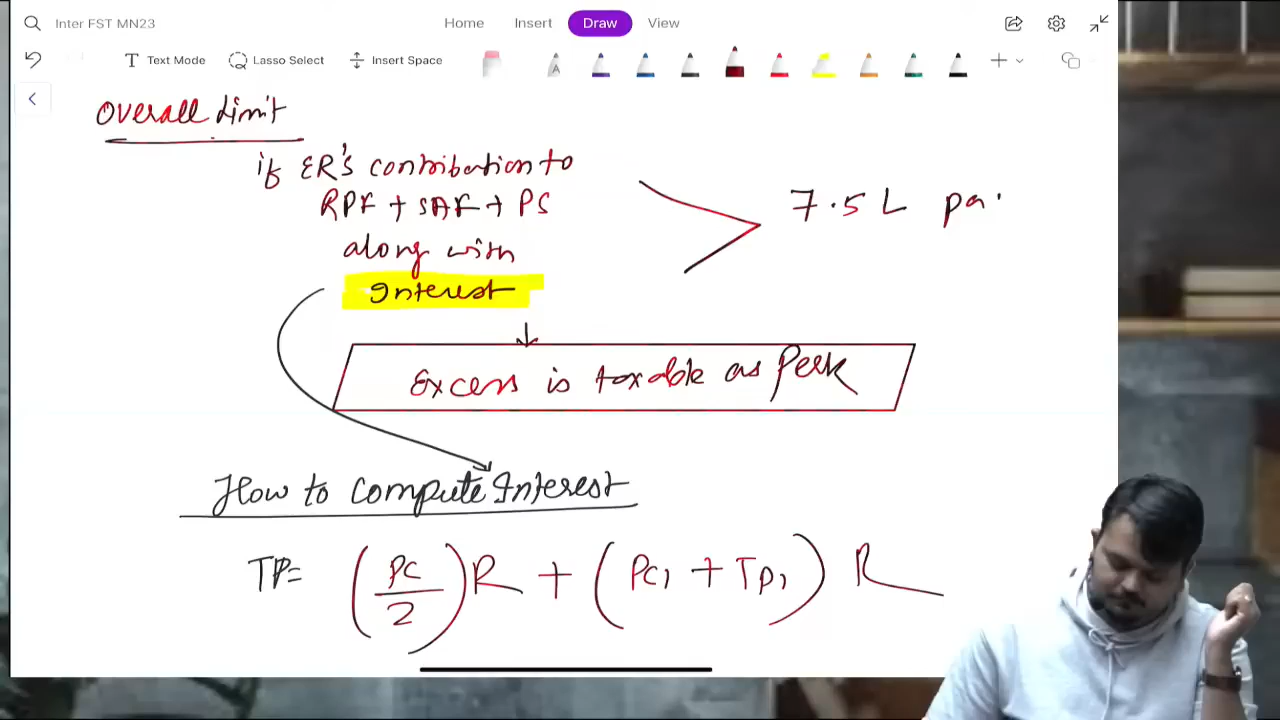 Inter FST MN23
Home Insert Draw View
Text Mode Lasso Select Insert Space A
Overall Limit
if ER's contribution to
RPF + SAF + PS
7.5 L pa.
along with
Interest
Excess is taxable as Perk
How to Compute Interest
TP = (PC/2) R + (PC1 + TP1) R